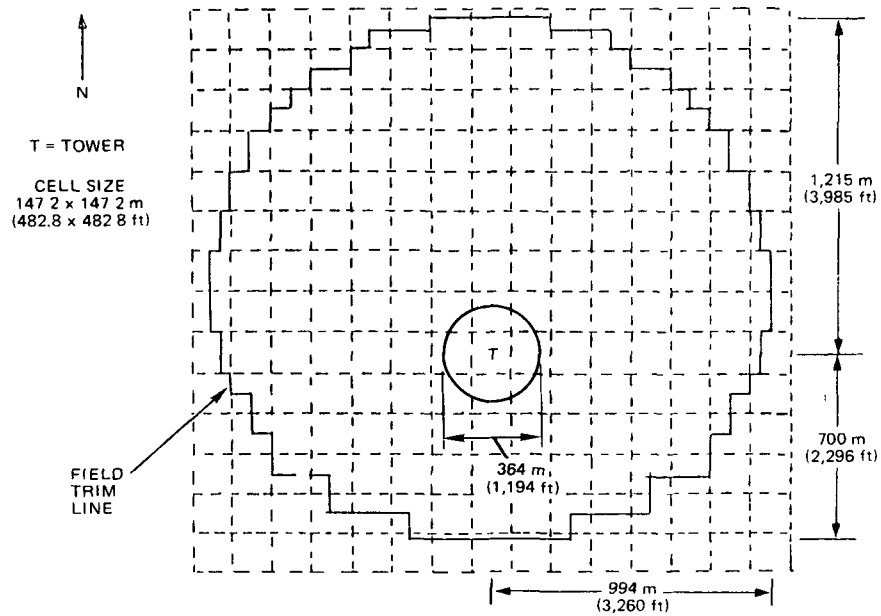 N
T = TOWER
CELL SIZE
147 2 x 147 2 m
(482.8 x 482 8 ft)
1,215 m
(3,985 ft)
T
FIELD
TRIM
LINE
364 m
(1,194 ft)
700 m
(2,296 ft)
994 m
(3,260 ft)